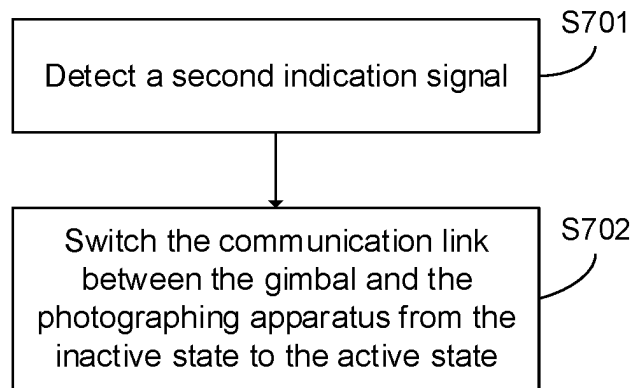 S701
Detect a second indication signal
S702
Switch the communication link
between the gimbal and the
photographing apparatus from the
inactive state to the active state